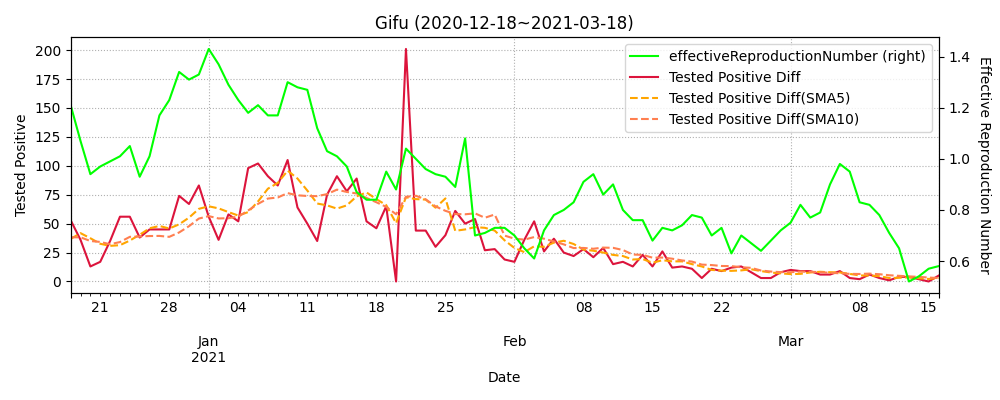 Gifu (2020-12-18~2021-03-18)
effectiveReproductionNumber (right)
Tested Positive Diff
Tested Positive Diff(SMA5)
Tested Positive Diff(SMA10)
Tested Positive
200
175
150
125
100
75
50
25
0
1.4
1.2
1.0
0.8
0.6
Effective Reproduction Number
21 28 04 11 18 25 08 15 22 08 15
Jan Feb Mar
2021
Date